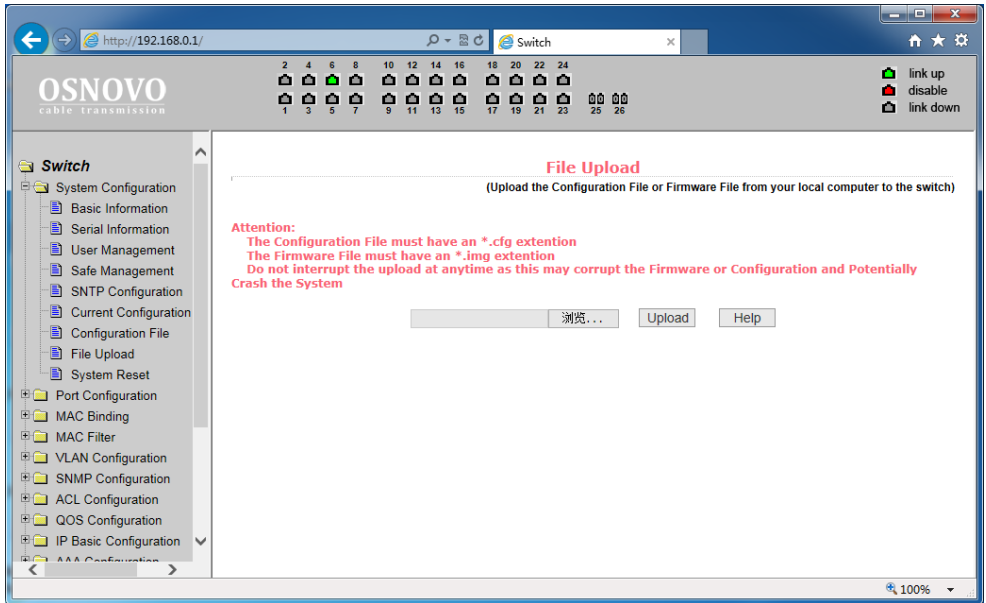 http://192.168.0.1/
Switch
OSNOVO
cable transmission
2 4 6 8 10 12 14 16 18 20 22 24
1 3 5 7 9 11 13 15 17 19 21 23 25 26
link up
disable
link down
Switch
System Configuration
Basic Information
Serial Information
User Management
Safe Management
SNTP Configuration
Current Configuration
Configuration File
File Upload
System Reset
Port Configuration
MAC Binding
MAC Filter
VLAN Configuration
SNMP Configuration
ACL Configuration
QOS Configuration
IP Basic Configuration
AAA Configuration
File Upload
(Upload the Configuration File or Firmware File from your local computer to the switch)
Attention:
The Configuration File must have an *.cfg extention
The Firmware File must have an *.img extention
Do not interrupt the upload at anytime as this may corrupt the Firmware or Configuration and Potentially
Crash the System
浏览... Upload Help
100%